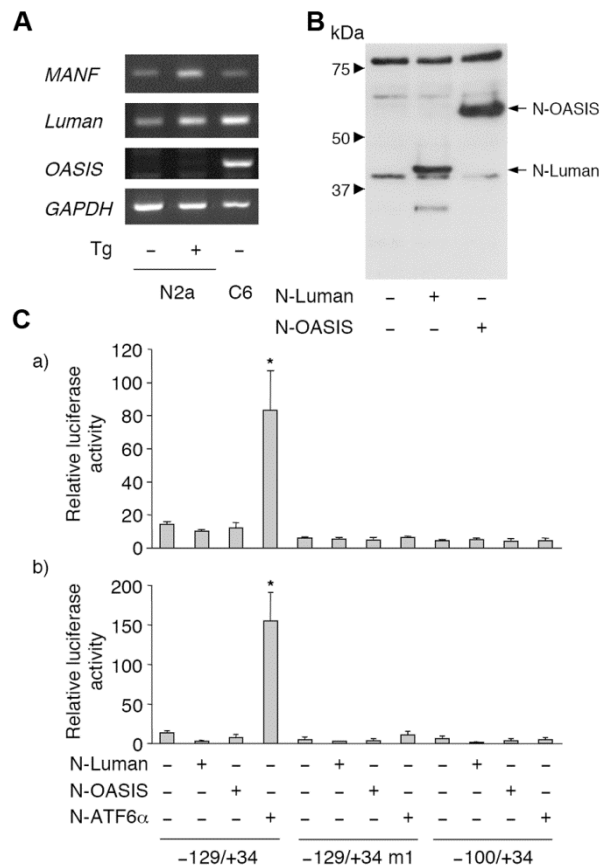 A
MANF
Luman
OASIS
GAPDH
Tg – + –
N2a C6
B
kDa
75
50
37
N-OASIS
N-Luman
N-Luman – + –
N-OASIS – – +
C
a)
Relative luciferase
activity
120
100
80
60
40
20
0
*
b)
Relative luciferase
activity
200
150
100
50
0
*
N-Luman – + – – – + – – – + – –
N-OASIS – – + – – – + – – – + –
N-ATF6α – – – + – – – + – – – +
–129/+34 –129/+34 m1 –100/+34